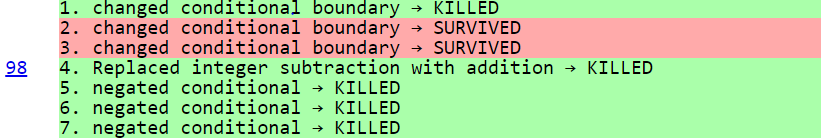 1. changed conditional boundary → KILLED
2. changed conditional boundary → SURVIVED
3. changed conditional boundary → SURVIVED
98 4. Replaced integer subtraction with addition → KILLED
5. negated conditional → KILLED
6. negated conditional → KILLED
7. negated conditional → KILLED